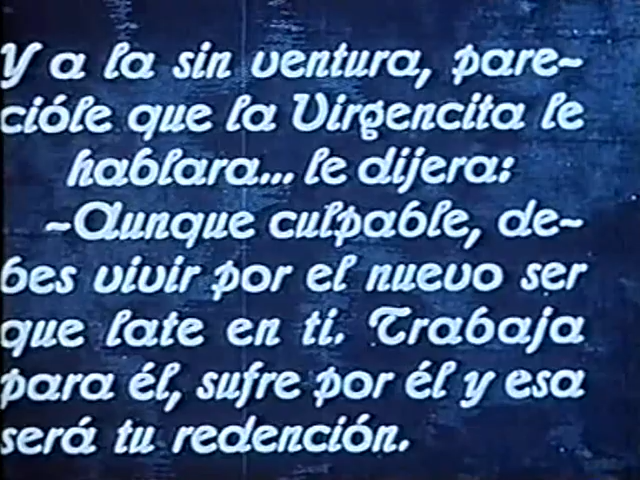 Y a la sin ventura, pare-
cióle que la Virgencita le
hablara... le dijera:
-Aunque culpable, de-
bes vivir por el nuevo ser
que late en ti. Trabaja
para él, sufre por él y esa
será tu redención.